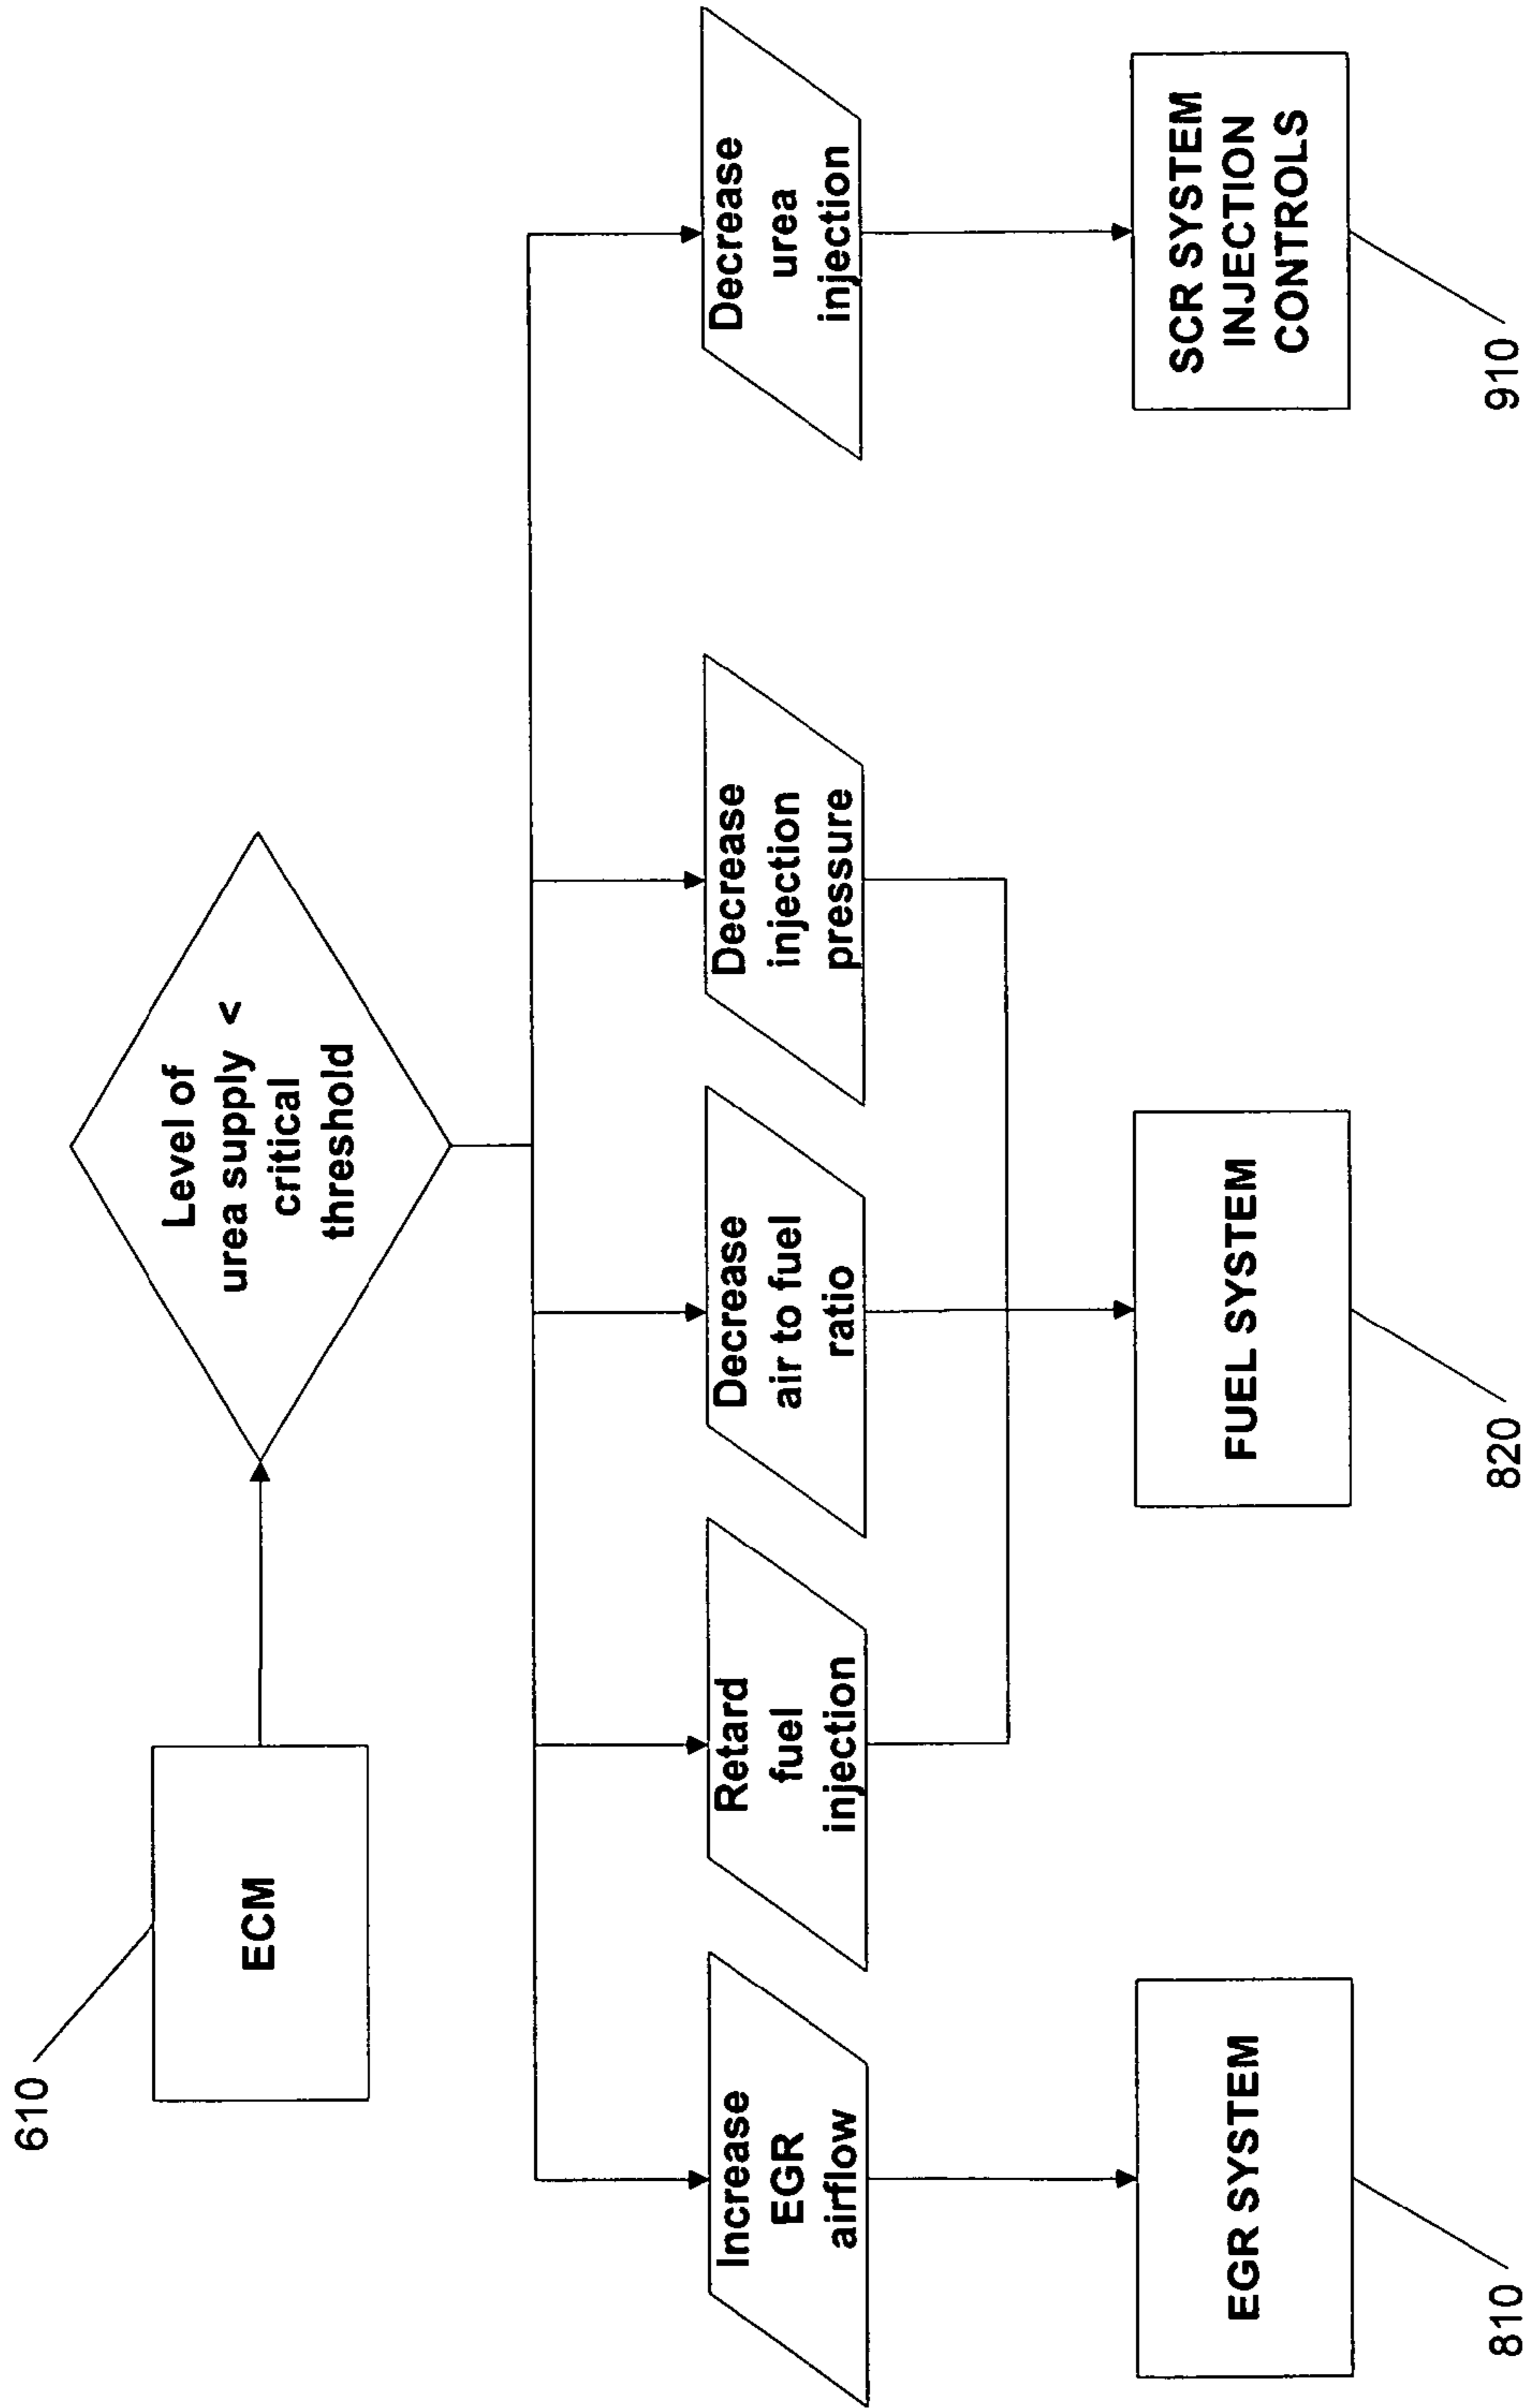 610
ECM
Level of
urea supply <
critical
threshold
Increase
EGR
airflow
Retard
fuel
injection
Decrease
air to fuel
ratio
Decrease
injection
pressure
Decrease
urea
injection
EGR SYSTEM
FUEL SYSTEM
SCR SYSTEM
INJECTION
CONTROLS
810
820
910